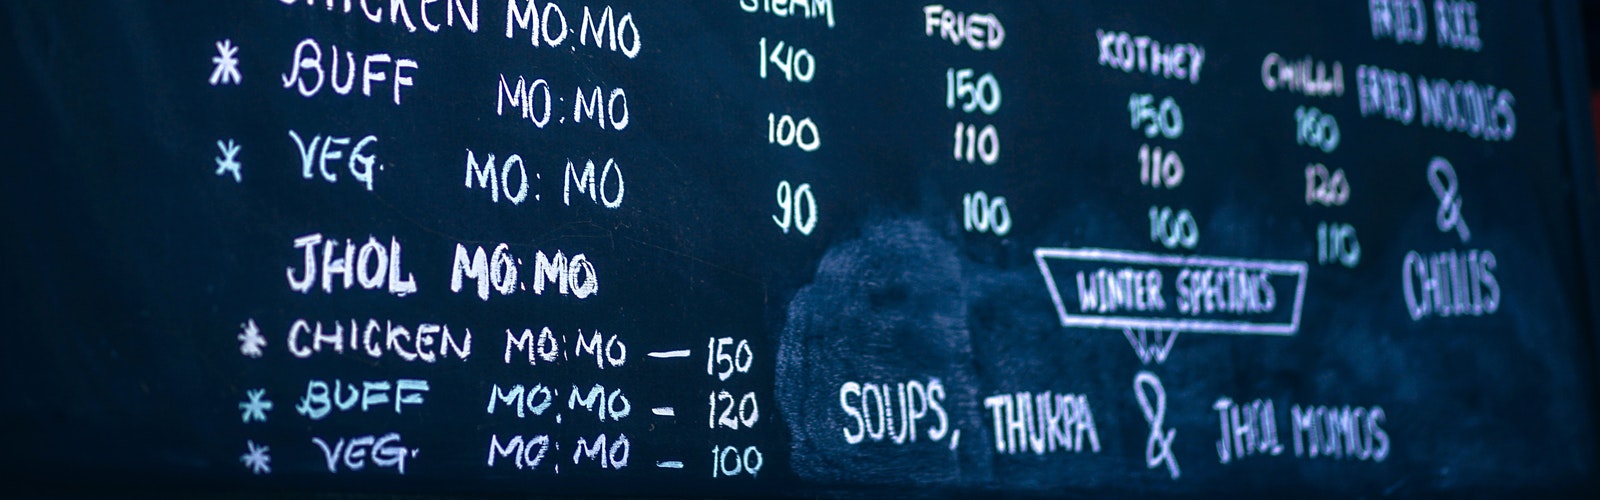 CHICKEN MO:MO
STEAM FRIED KOTHEY CHILLI
140 150 150 160
* BUFF MO:MO 100 110 110 120
* VEG. MO:MO 90 100 100 110
JHOL MO:MO
* CHICKEN MO:MO — 150
* BUFF MO:MO - 120
* VEG. MO:MO - 100
FRIED RICE
FRIED NOODLES
&
CHILLIS
WINTER SPECIALS
SOUPS, THUKPA & JHOL MOMOS